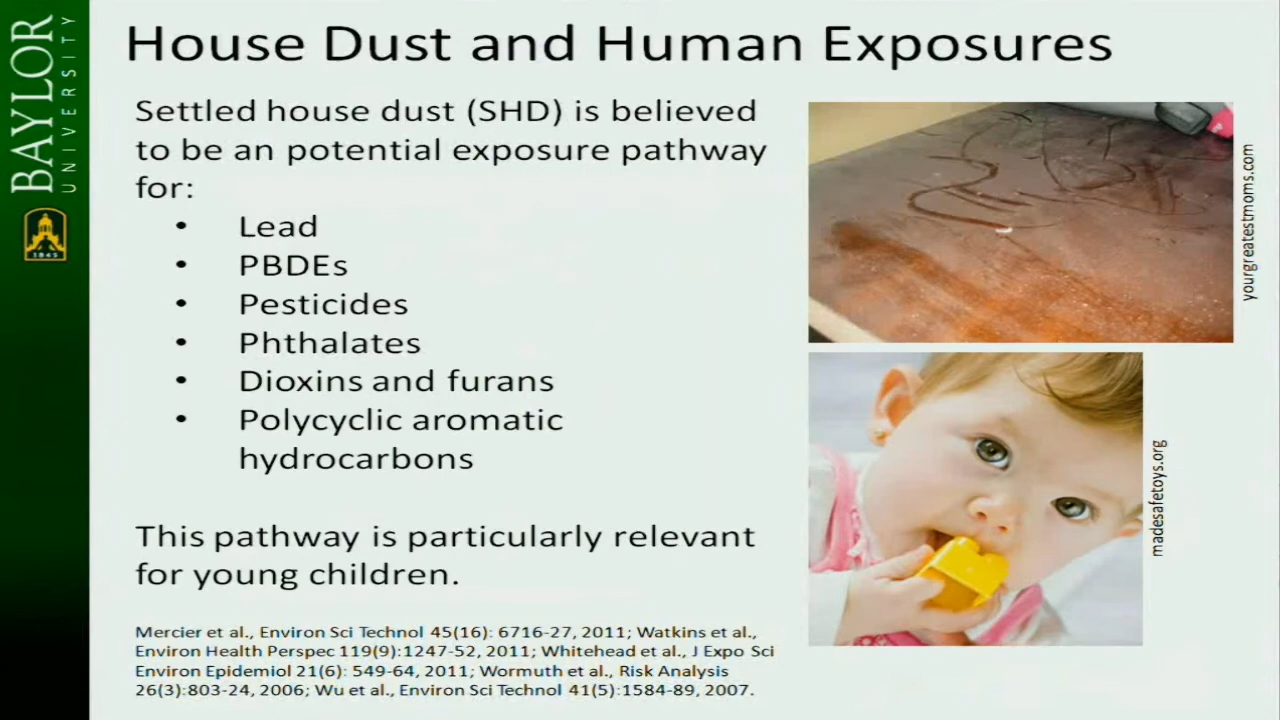 BAYLOR
UNIVERSITY
1845
House Dust and Human Exposures
Settled house dust (SHD) is believed
to be an potential exposure pathway
for:
• Lead
• PBDEs
• Pesticides
• Phthalates
• Dioxins and furans
• Polycyclic aromatic
hydrocarbons
This pathway is particularly relevant
for young children.
Mercier et al., Environ Sci Technol 45(16): 6716-27, 2011; Watkins et al.,
Environ Health Perspec 119(9):1247-52, 2011; Whitehead et al., J Expo Sci
Environ Epidemiol 21(6): 549-64, 2011; Wormuth et al., Risk Analysis
26(3):803-24, 2006; Wu et al., Environ Sci Technol 41(5):1584-89, 2007.
yourgreatestmoms.com
madesafetoys.org